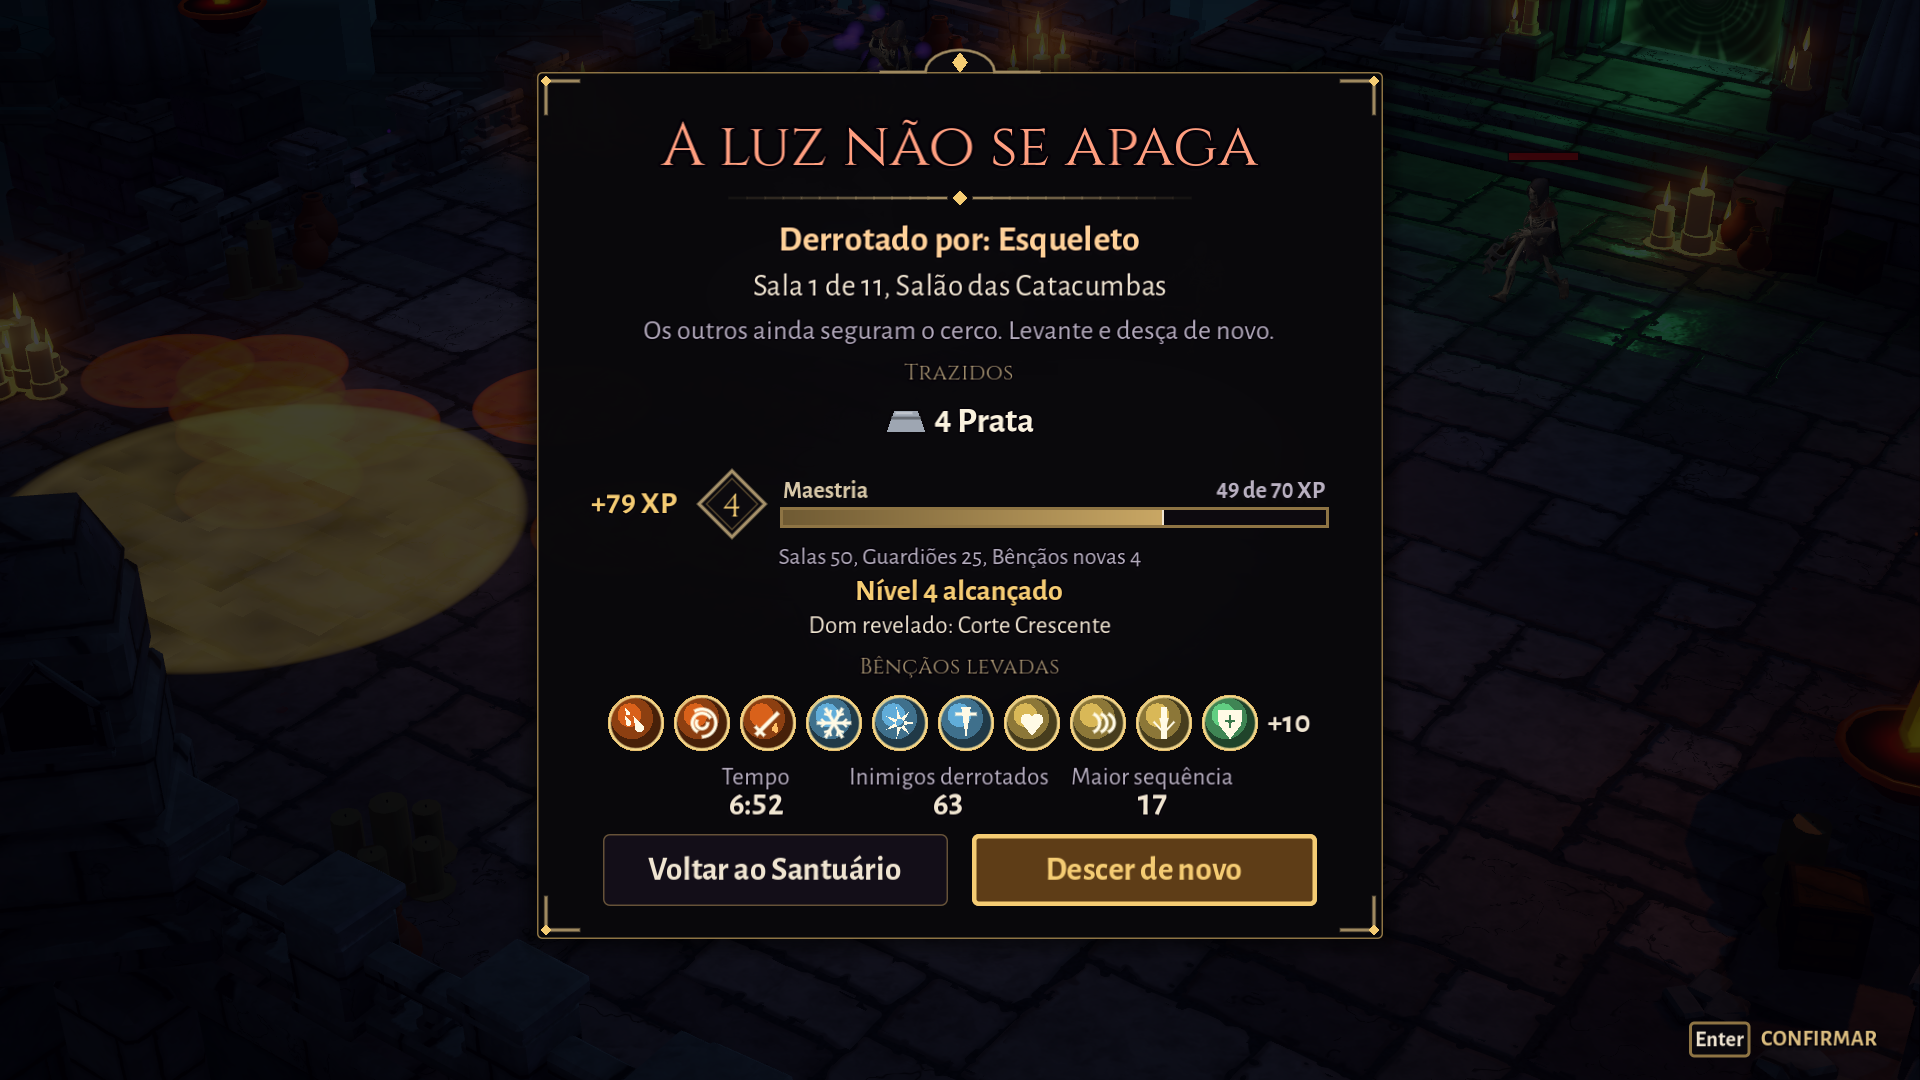 A LUZ NÃO SE APAGA
Derrotado por: Esqueleto
Sala 1 de 11, Salão das Catacumbas
Os outros ainda seguram o cerco. Levante e desça de novo.
TRAZIDOS
4 Prata
+79 XP
4
Maestria
49 de 70 XP
Salas 50, Guardiões 25, Bênçãos novas 4
Nível 4 alcançado
Dom revelado: Corte Crescente
BÊNÇÃOS LEVADAS
+10
Tempo
6:52
Inimigos derrotados
63
Maior sequência
17
Voltar ao Santuário
Descer de novo
Enter CONFIRMAR